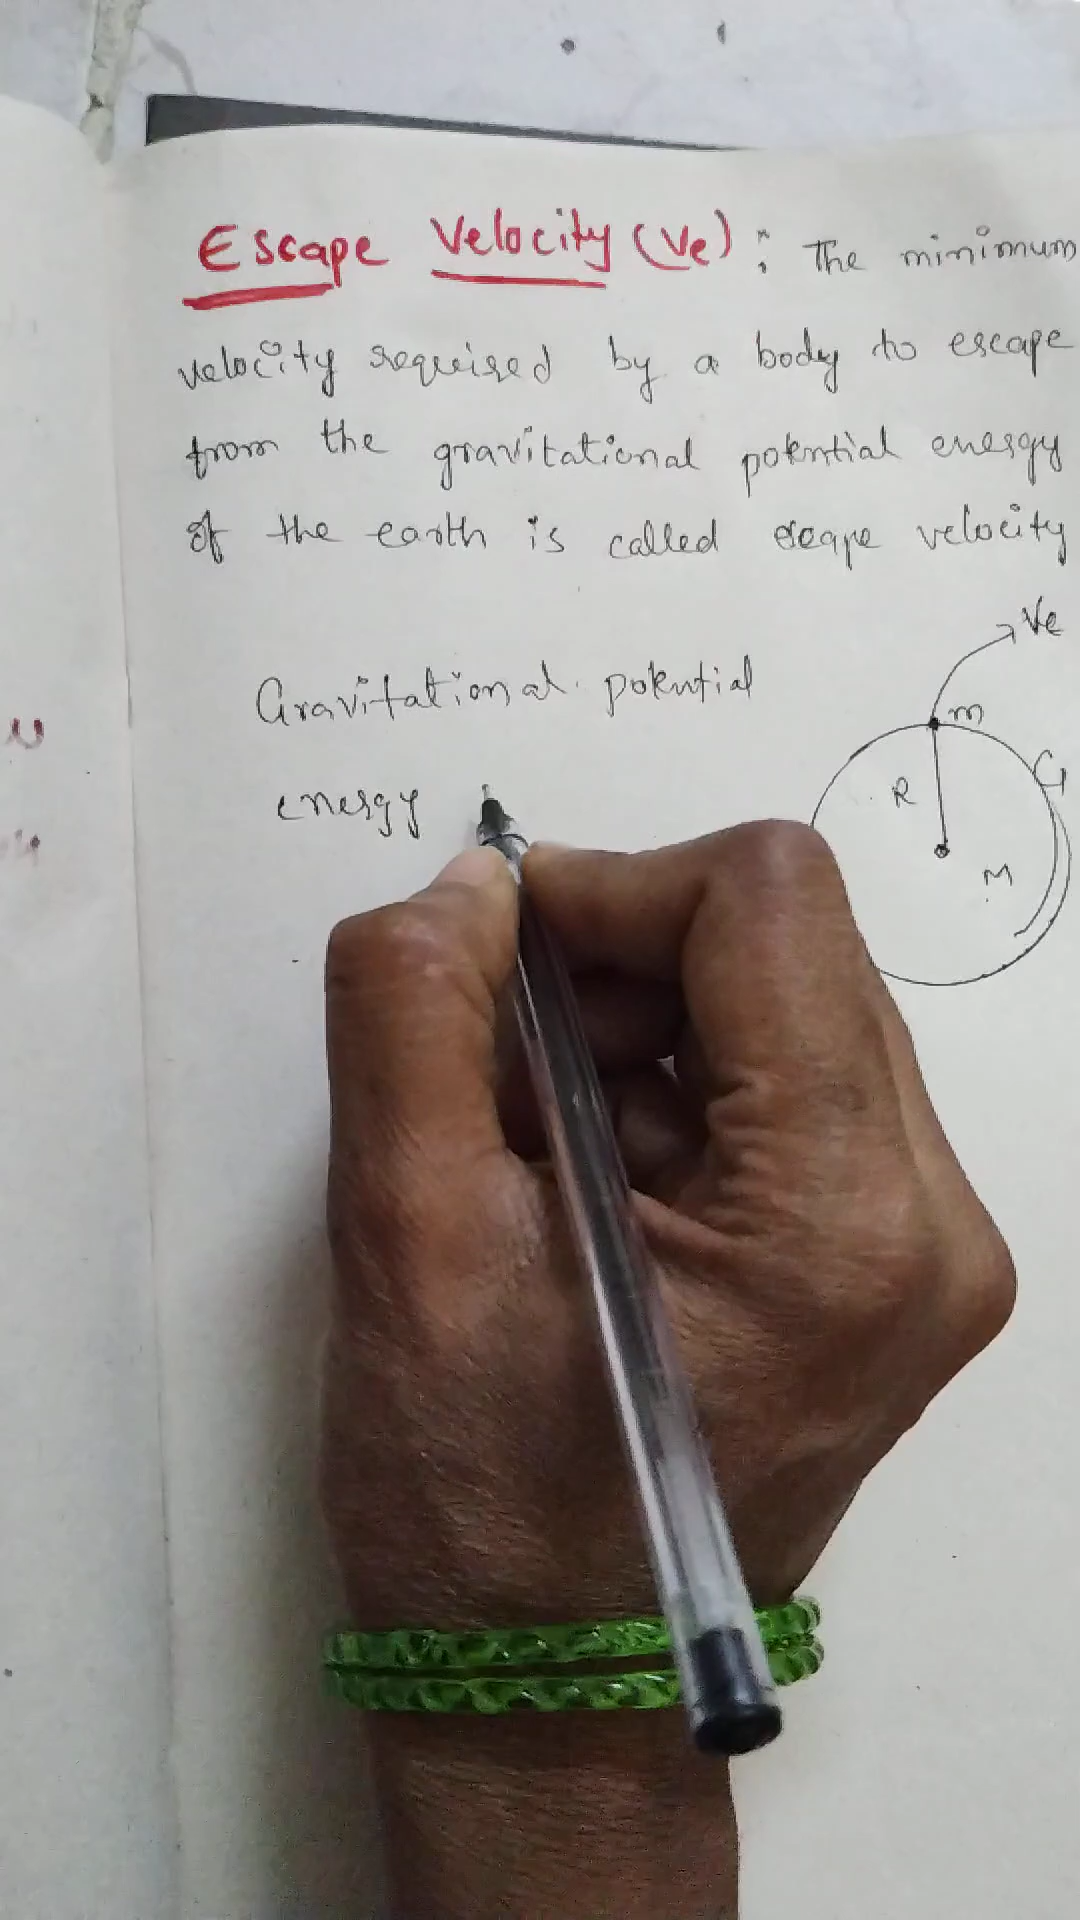 Escape Velocity (Ve) : The minimum
velocity required by a body to escape
from the gravitational potential energy
of the earth is called escape velocity
Ve
Gravitational potential
m
G
energy
R
M